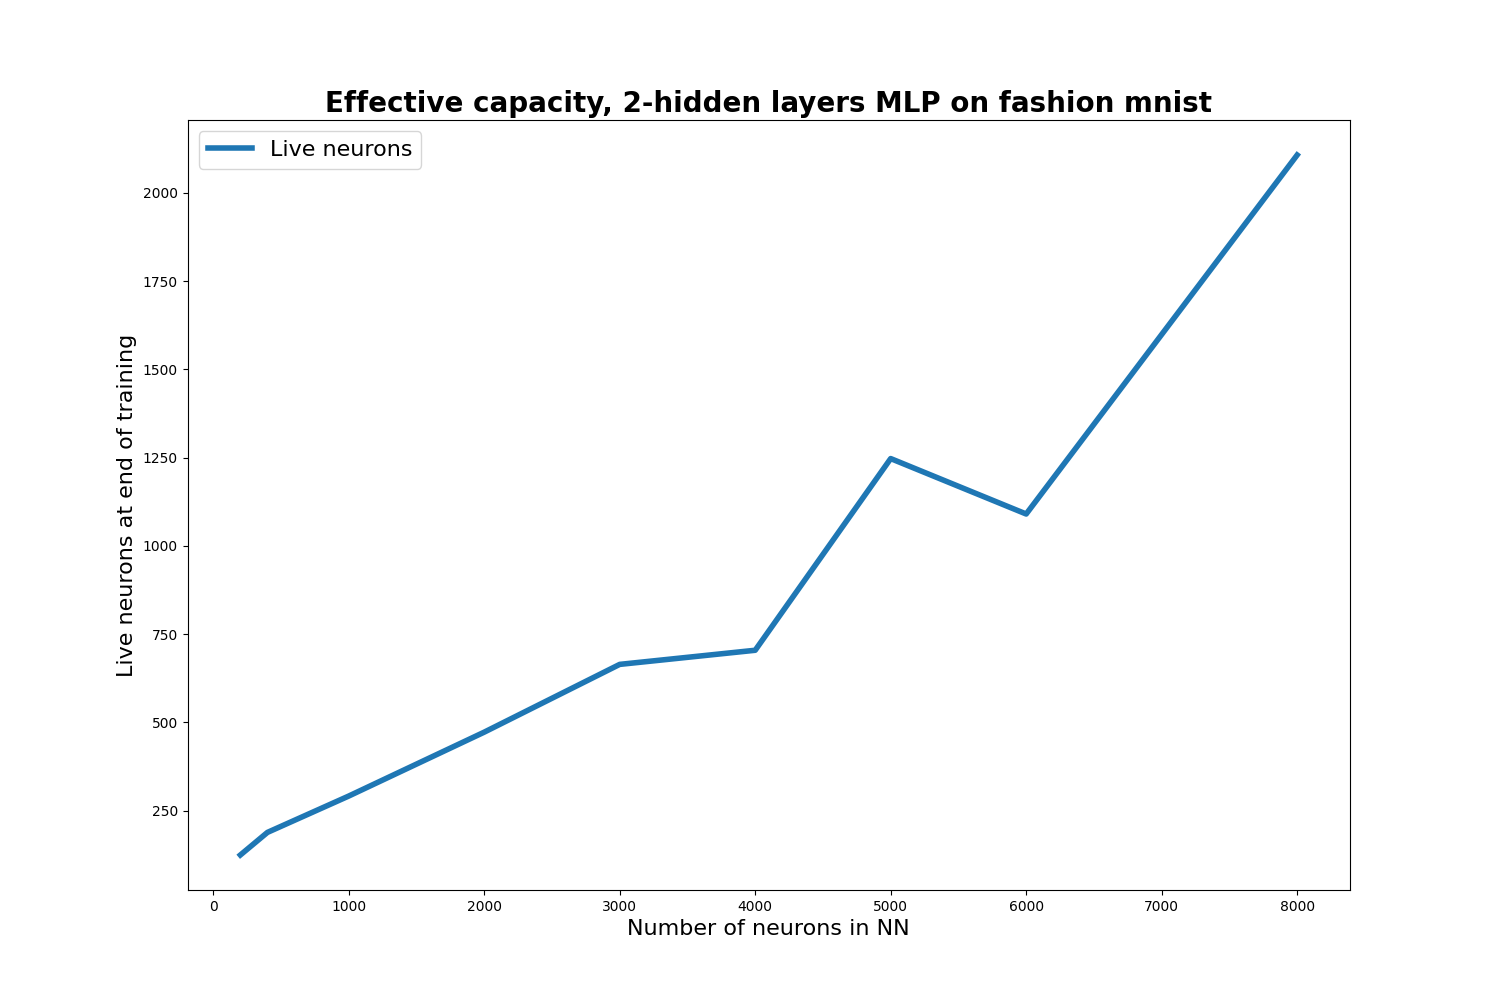 Effective capacity, 2-hidden layers MLP on fashion mnist
Live neurons
2000
1750
1500
1250
1000
750
500
250
Live neurons at end of training
0 1000 2000 3000 4000 5000 6000 7000 8000
Number of neurons in NN